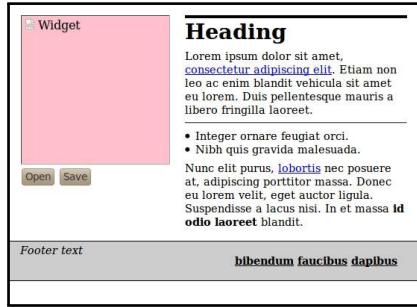 Widget
Open Save
Heading
Lorem ipsum dolor sit amet,
consectetur adipiscing elit. Etiam non
leo ac enim blandit vehicula sit amet
eu lorem. Duis pellentesque mauris a
libero fringilla laoreet.
• Integer ornare feugiat orci.
• Nibh quis gravida malesuada.
Nunc elit purus, lobortis nec posuere
at, adipiscing porttitor massa. Donec
eu lorem velit, eget auctor ligula.
Suspendisse a lacus nisi. In et massa id
odio laoreet blandit.
Footer text
bibendum faucibus dapibus